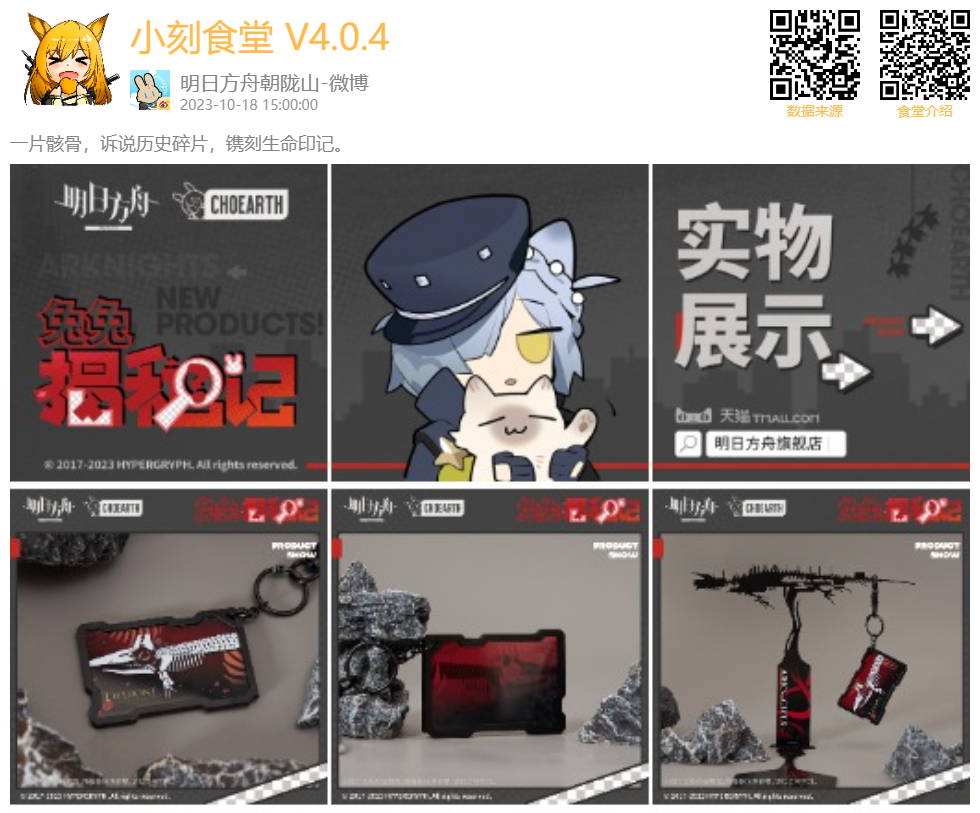 小刻食堂 V4.0.4
明日方舟朝陇山-微博
2023-10-18 15:00:00
数据来源
食堂介绍
一片骸骨，诉说历史碎片，镌刻生命印记。
明日方舟
CHOEARTH
ARKNIGHTS
NEW
PRODUCTS!
兔兔
揭秘记
© 2017-2023 HYPERGRYPH. All rights reserved.
实物
展示
CHOEARTH
天猫 TMALL.COM
明日方舟旗舰店
明日方舟 CHOEARTH 兔兔揭秘记
PRODUCT
SHOW
© 2017-2023 HYPERGRYPH. All rights reserved.
明日方舟 CHOEARTH 兔兔揭秘记
PRODUCT
SHOW
© 2017-2023 HYPERGRYPH. All rights reserved.
明日方舟 CHOEARTH 兔兔揭秘记
PRODUCT
SHOW
ARKNIGHTS
© 2017-2023 HYPERGRYPH. All rights reserved.